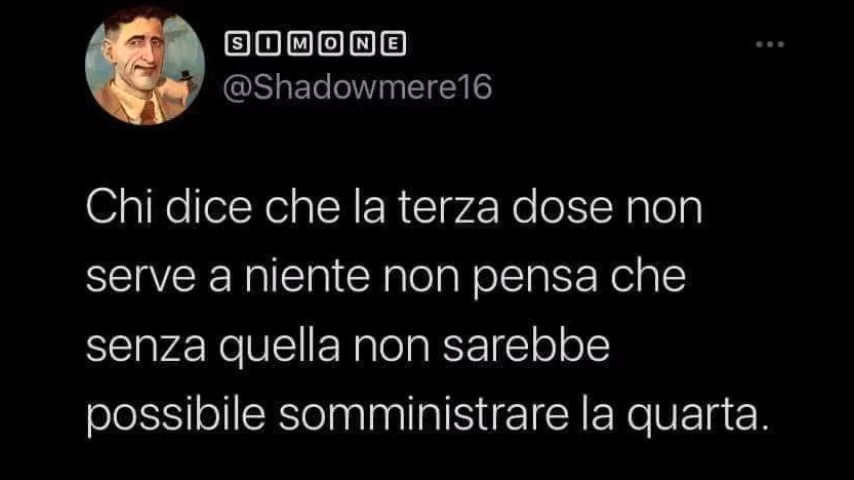 🅂🄸🄼🄾🄽🄴
@Shadowmere16
Chi dice che la terza dose non
serve a niente non pensa che
senza quella non sarebbe
possibile somministrare la quarta.